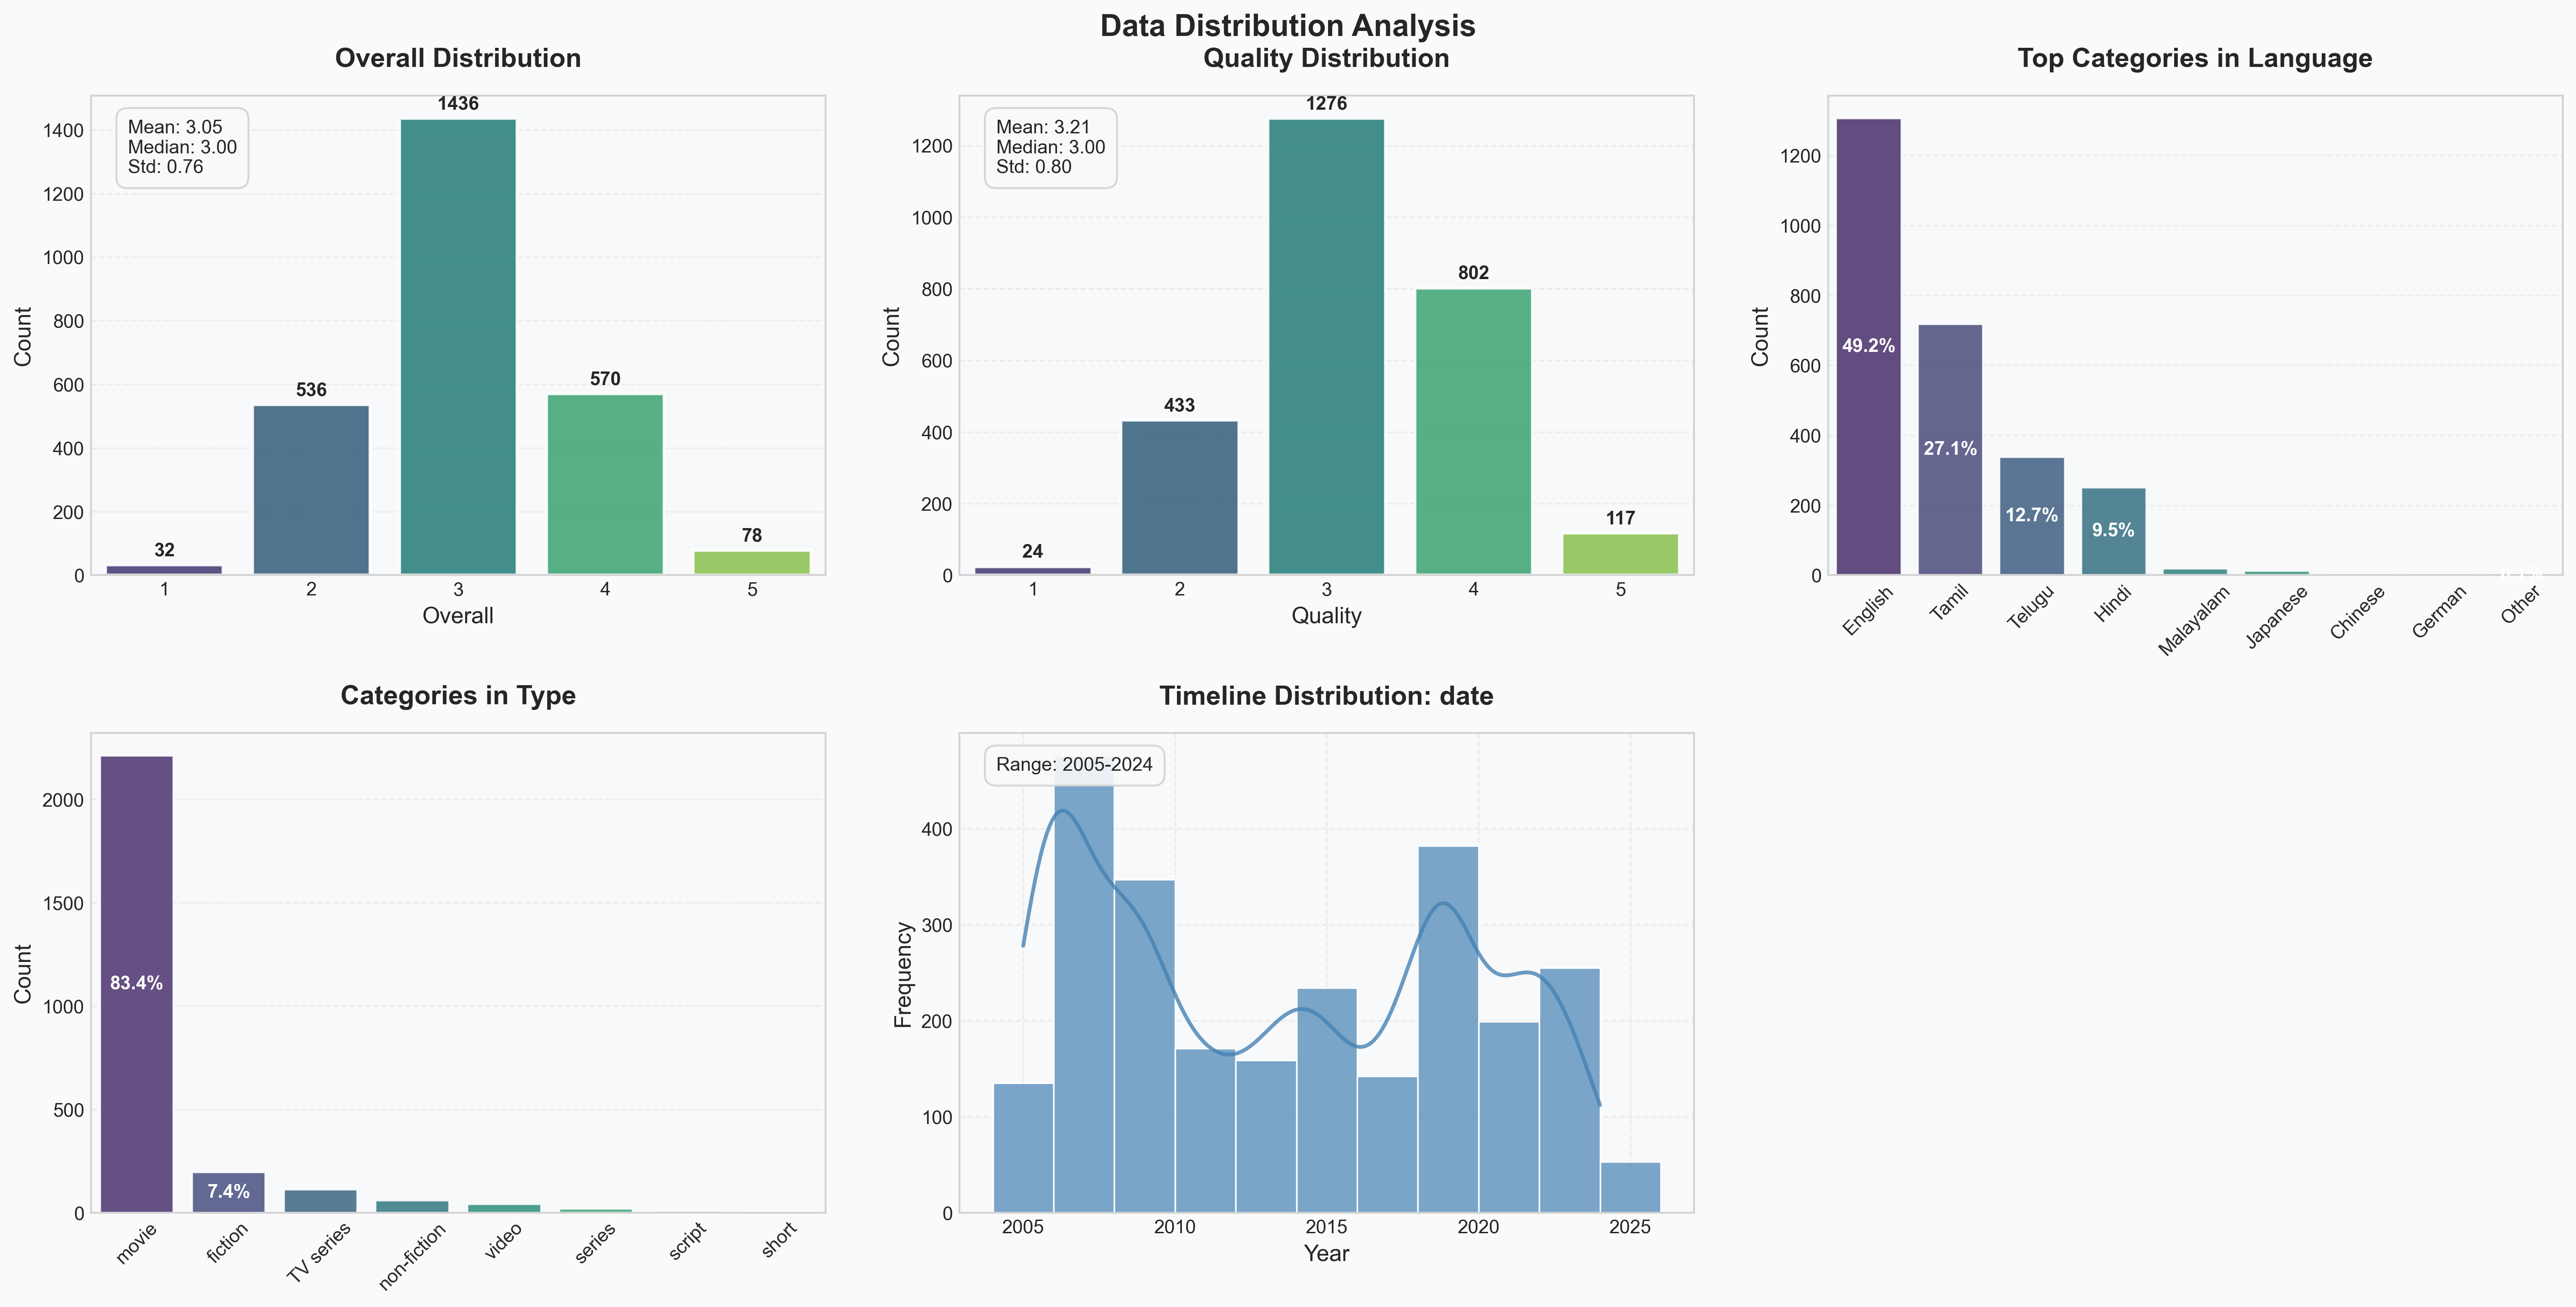 Data Distribution Analysis
Overall Distribution
Mean: 3.05
Median: 3.00
Std: 0.76
1436
536
570
32
78
Count
1400
1200
1000
800
600
400
200
0
1 2 3 4 5
Overall
Quality Distribution
Mean: 3.21
Median: 3.00
Std: 0.80
1276
802
433
117
24
Count
1200
1000
800
600
400
200
0
1 2 3 4 5
Quality
Top Categories in Language
Count
1200
1000
800
600
400
200
0
49.2%
27.1%
12.7%
9.5%
English Tamil Telugu Hindi Malayalam Japanese Chinese German Other
Categories in Type
Count
2000
1500
1000
500
0
83.4%
7.4%
movie fiction TV series non-fiction video series script short
Timeline Distribution: date
Range: 2005-2024
Frequency
400
300
200
100
0
2005 2010 2015 2020 2025
Year